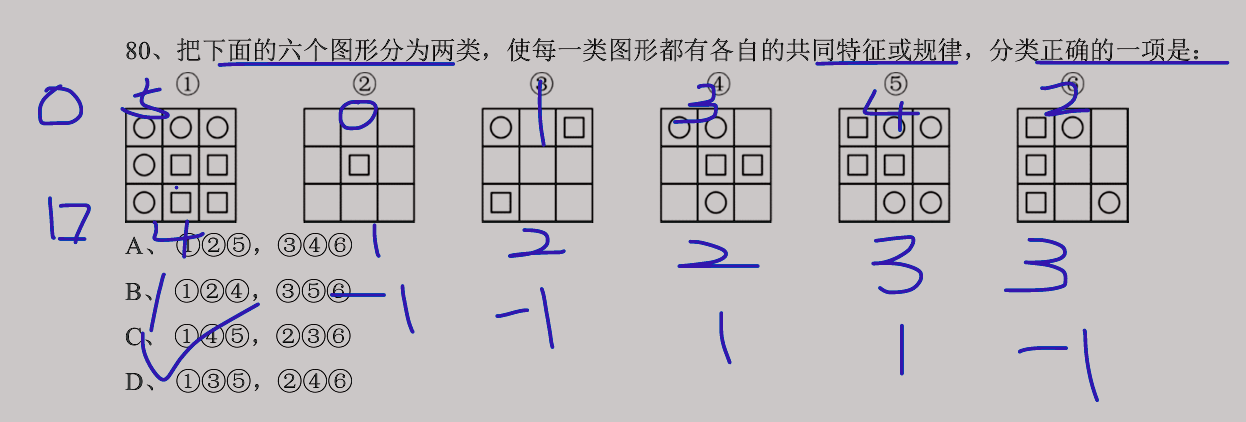 80、把下面的六个图形分为两类，使每一类图形都有各自的共同特征或规律，分类正确的一项是：
① ② ③ ④ ⑤ ⑥
5 0 1 3 4 2
4 1 2 2 3 3
A、①②⑤，③④⑥
B、①②④，③⑤⑥
-1 -1 1 1 -1
C、①④⑤，②③⑥
D、①③⑤，②④⑥